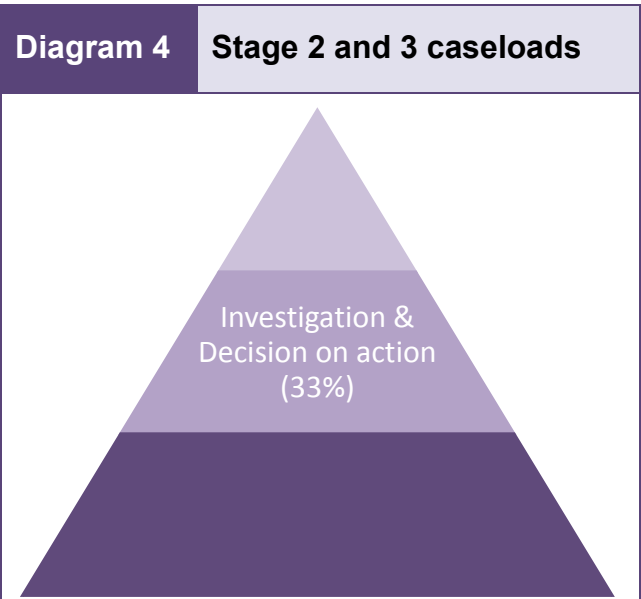 Diagram 4 Stage 2 and 3 caseloads
Investigation &
Decision on action
(33%)